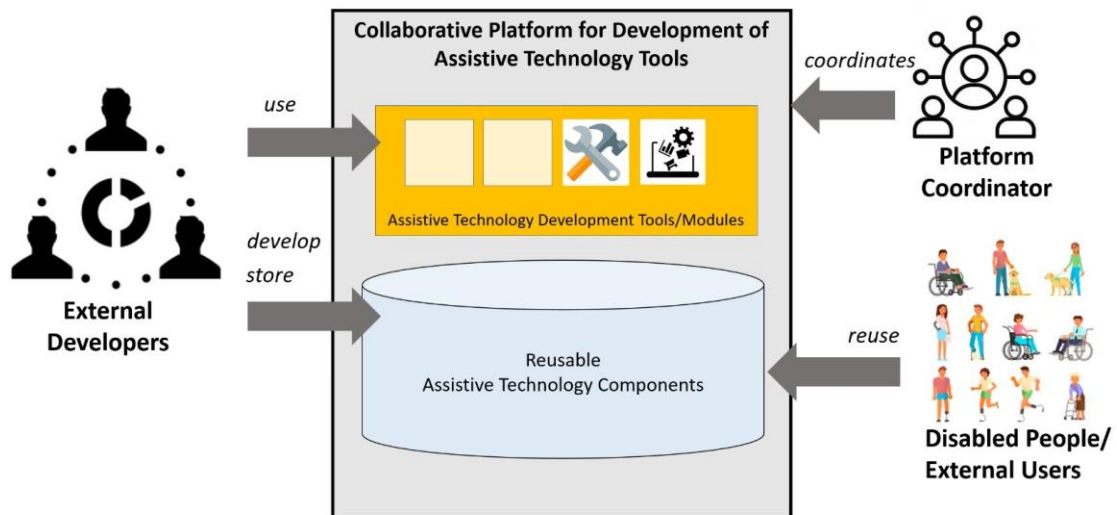 Collaborative Platform for Development of
Assistive Technology Tools
use
coordinates
Assistive Technology Development Tools/Modules
Platform
Coordinator
develop
store
External
Developers
Reusable
Assistive Technology Components
reuse
Disabled People/
External Users